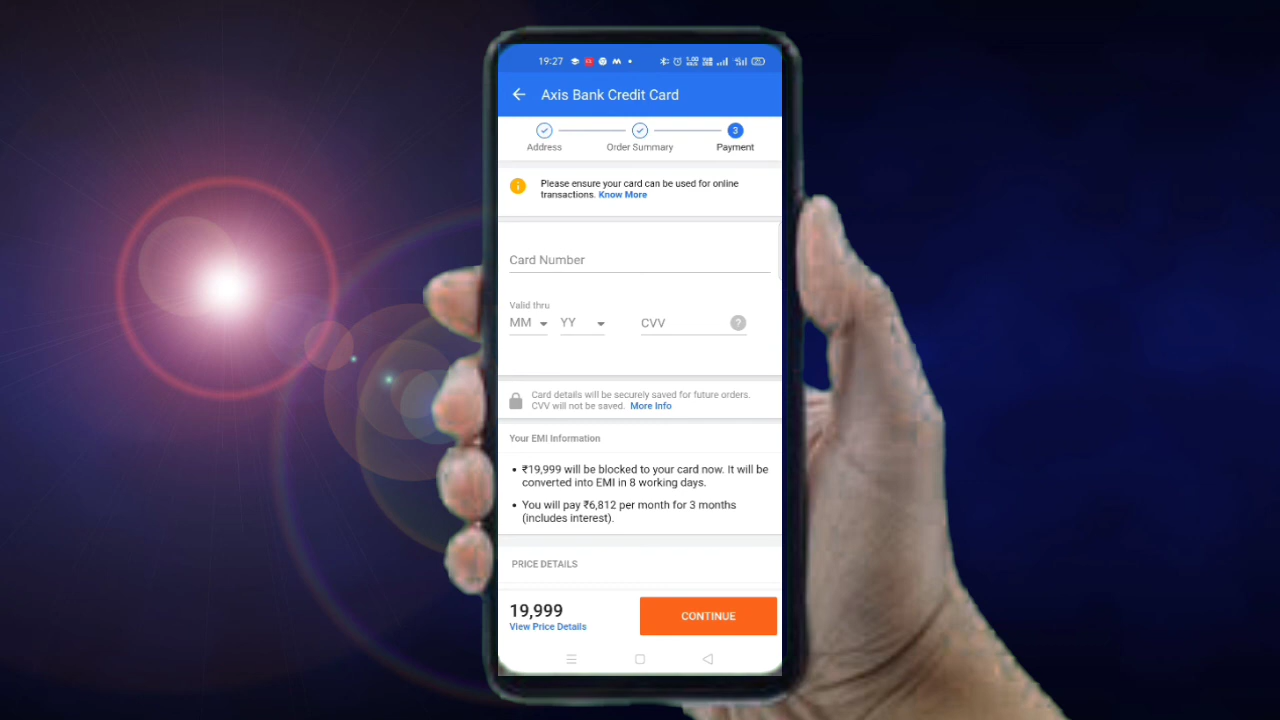 19:27
Axis Bank Credit Card
3
Address Order Summary Payment
Please ensure your card can be used for online
transactions. Know More
Card Number
Valid thru
MM YY CVV ?
Card details will be securely saved for future orders.
CVV will not be saved. More Info
Your EMI Information
• ₹19,999 will be blocked to your card now. It will be
converted into EMI in 8 working days.
• You will pay ₹6,812 per month for 3 months
(includes interest).
PRICE DETAILS
19,999
View Price Details
CONTINUE